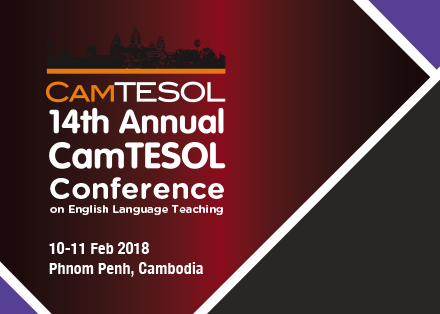 CAMTESOL
14th Annual
CamTESOL
Conference
on English Language Teaching
10-11 Feb 2018
Phnom Penh, Cambodia